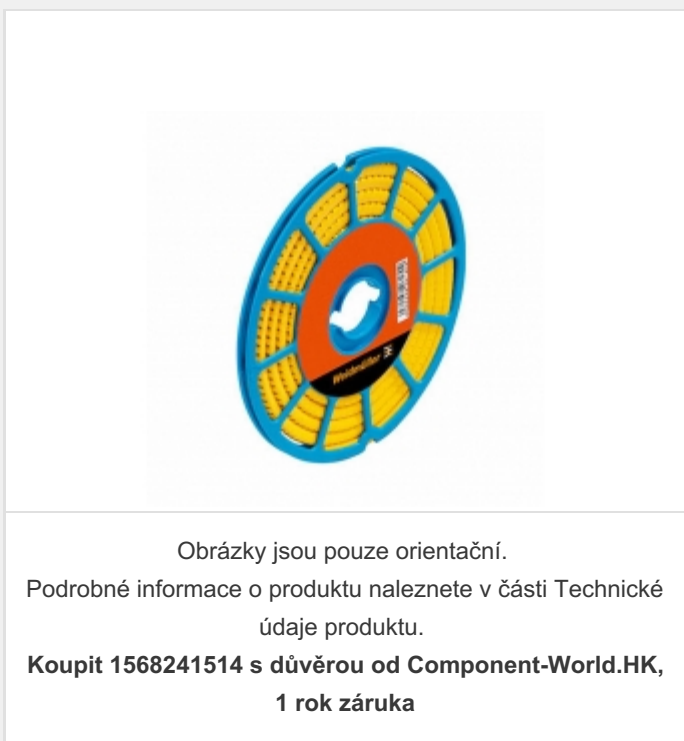 Weidmüller
Obrázky jsou pouze orientační.
Podrobné informace o produktu naleznete v části Technické
údaje produktu.
Koupit 1568241514 s důvěrou od Component-World.HK,
1 rok záruka